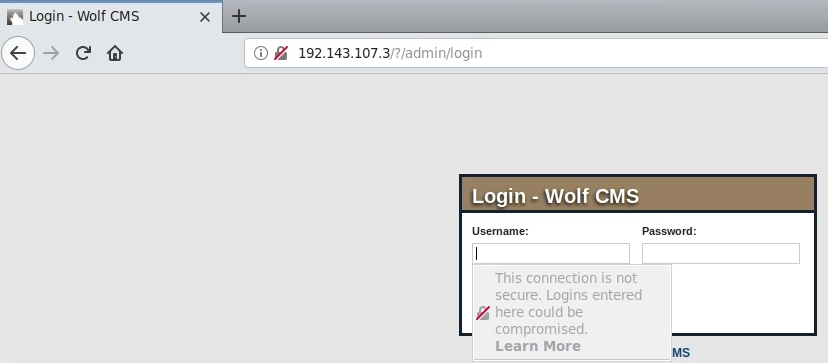 Login - Wolf CMS
192.143.107.3/?/admin/login
Login - Wolf CMS
Username: Password:
This connection is not
secure. Logins entered
here could be
compromised.
Learn More
MS